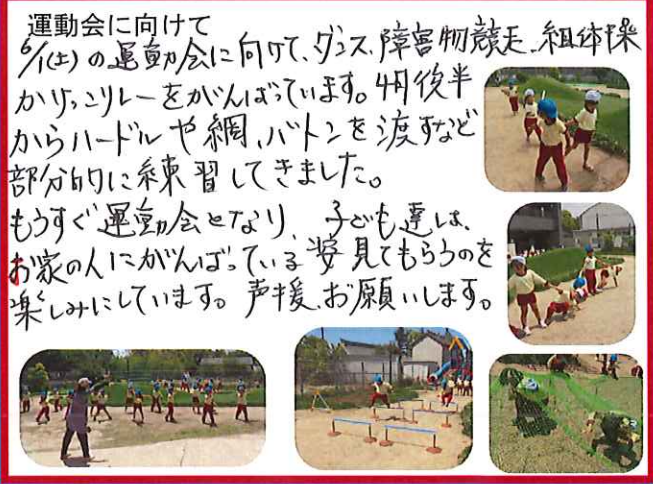 運動会に向けて
6/1(土)の運動会に向けて、ダンス、障害物競走、組体操
かけっこリレーをがんばっています。4月後半
からハードルや網、バトンを渡すなど
部分的に練習してきました。
もうすぐ運動会となり、子ども達は、
お家の人にがんばっている姿見てもらうのを
楽しみにしています。声援、お願いします。